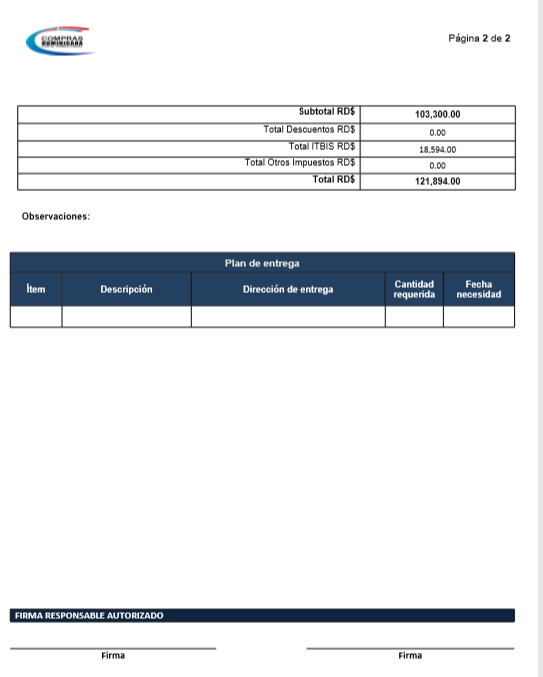 COMPRAS
DOMINICANA
Página 2 de 2
Subtotal RD$ 103,300.00
Total Descuentos RD$ 0.00
Total ITBIS RD$ 18,594.00
Total Otros Impuestos RD$ 0.00
Total RD$ 121,894.00
Observaciones:
Plan de entrega
Ítem Descripción Dirección de entrega Cantidad requerida Fecha necesidad
FIRMA RESPONSABLE AUTORIZADO
Firma Firma